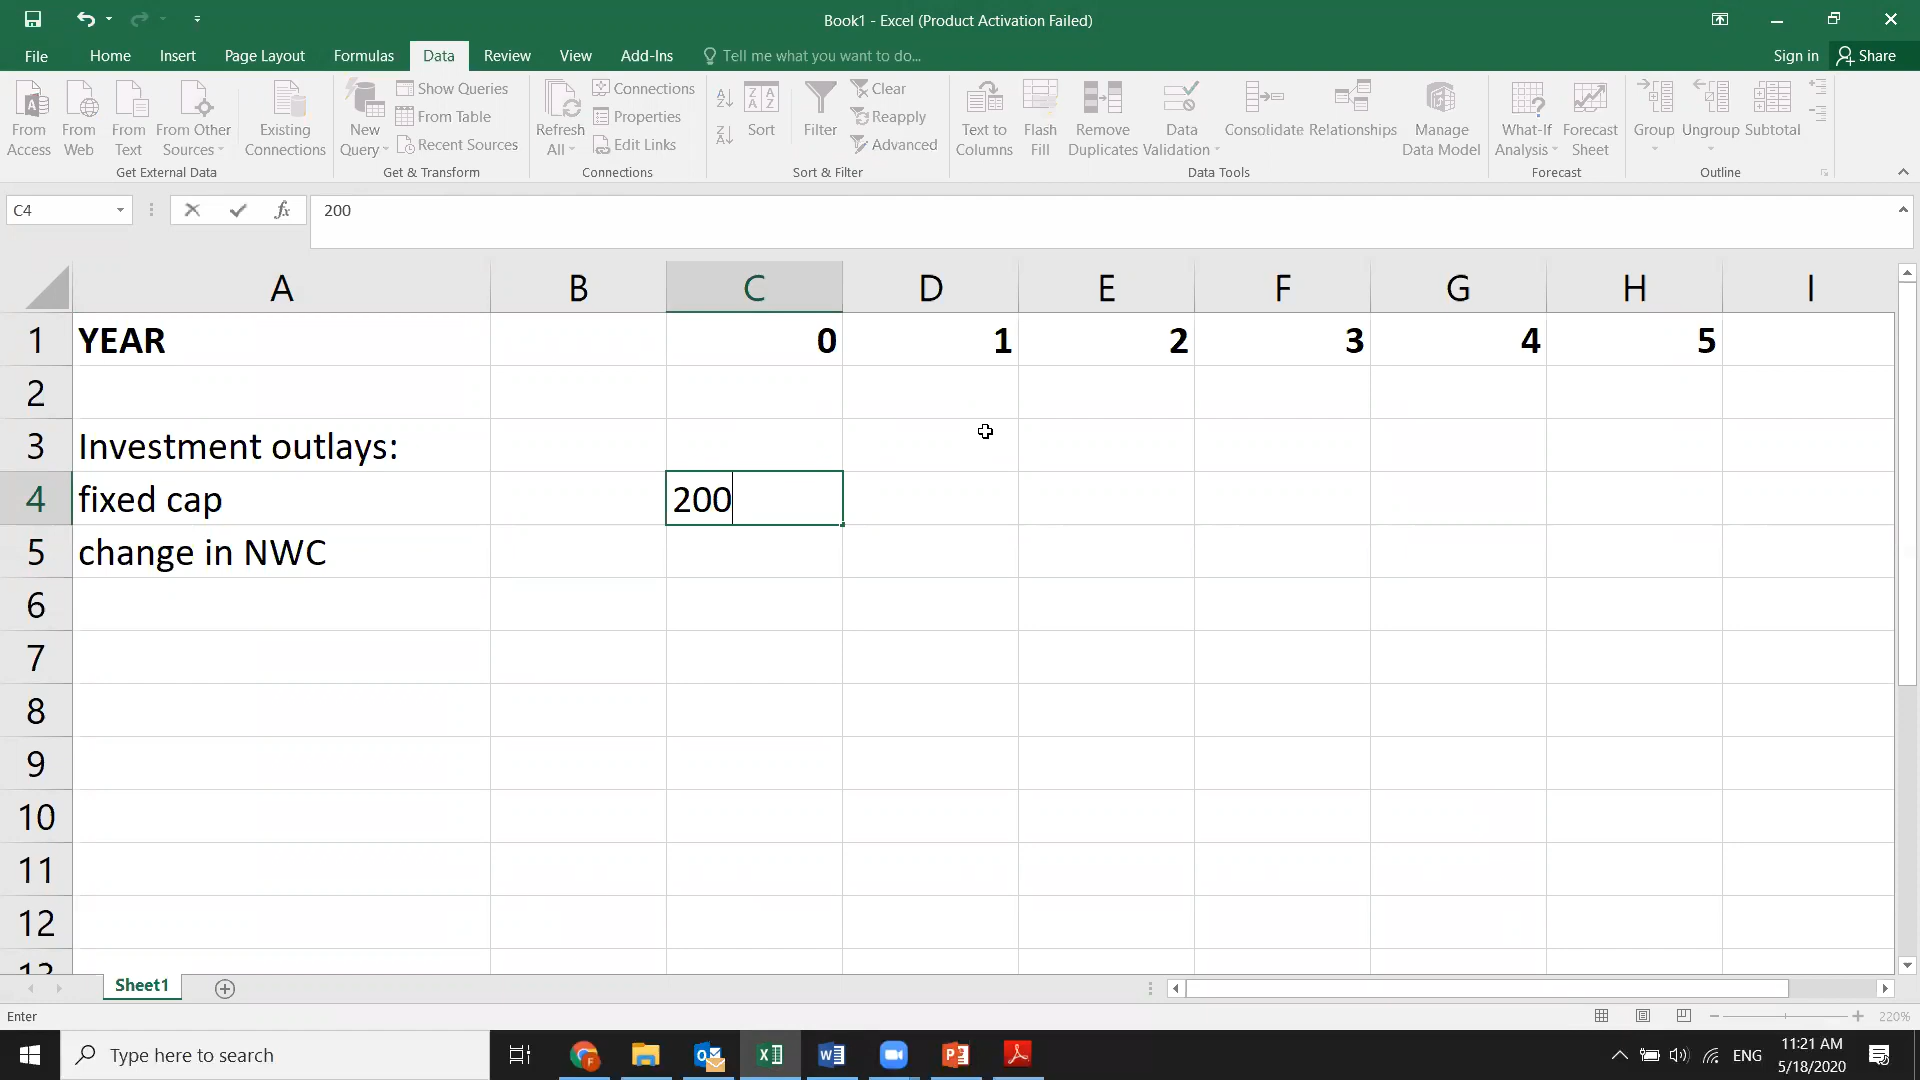 Book1 - Excel (Product Activation Failed)
File Home Insert Page Layout Formulas Data Review View Add-Ins Tell me what you want to do... Sign in Share
From Access
From Web
From Text
From Other Sources
Existing Connections
Get External Data
New Query
Show Queries
From Table
Recent Sources
Get & Transform
Refresh All
Connections
Properties
Edit Links
Connections
Sort
Filter
Clear
Reapply
Advanced
Sort & Filter
Text to Columns
Flash Fill
Remove Duplicates
Data Validation
Consolidate
Relationships
Manage Data Model
Data Tools
What-If Analysis
Forecast Sheet
Forecast
Group
Ungroup
Subtotal
Outline
C4 fx 200
A B C D E F G H I
1 YEAR 0 1 2 3 4 5
2
3 Investment outlays:
4 fixed cap 200
5 change in NWC
6
7
8
9
10
11
12
13
Sheet1
Enter 220%
Type here to search ENG 11:21 AM
5/18/2020